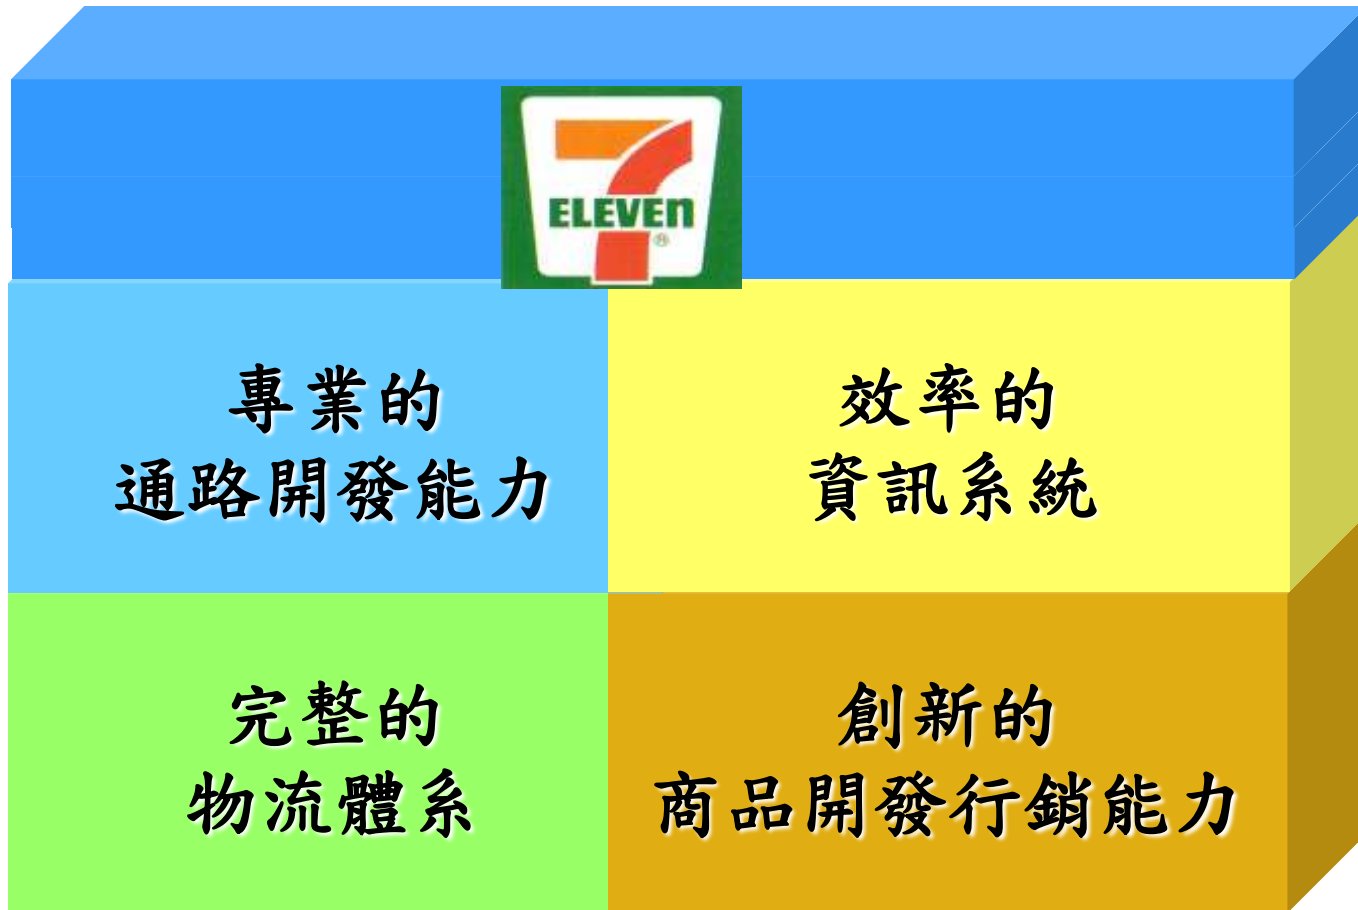 7
ELEVEN
®
專業的
通路開發能力
效率的
資訊系統
完整的
物流體系
創新的
商品開發行銷能力